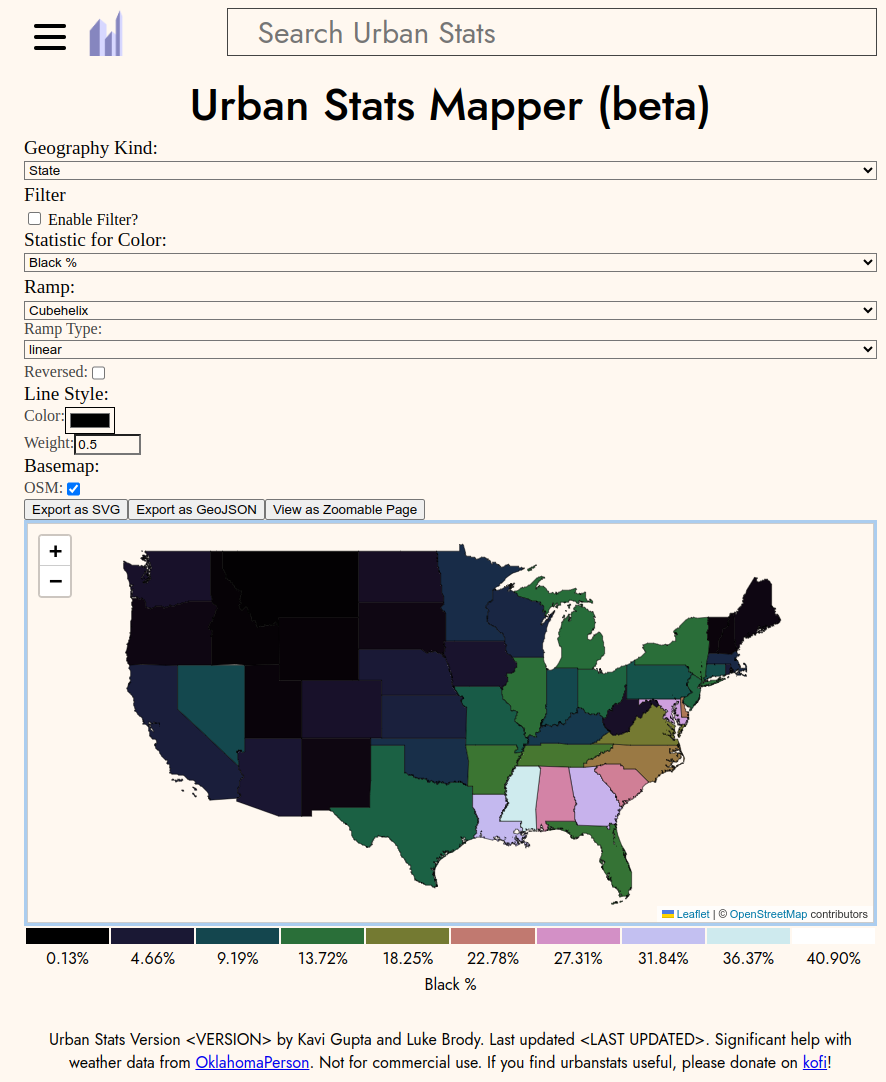 Search Urban Stats
Urban Stats Mapper (beta)
Geography Kind:
State
Filter
Enable Filter?
Statistic for Color:
Black %
Ramp:
Cubehelix
Ramp Type:
linear
Reversed:
Line Style:
Color:
Weight: 0.5
Basemap:
OSM:
Export as SVG Export as GeoJSON View as Zoomable Page
+
−
Leaflet | © OpenStreetMap contributors
0.13% 4.66% 9.19% 13.72% 18.25% 22.78% 27.31% 31.84% 36.37% 40.90%
Black %
Urban Stats Version <VERSION> by Kavi Gupta and Luke Brody. Last updated <LAST UPDATED>. Significant help with
weather data from OklahomaPerson. Not for commercial use. If you find urbanstats useful, please donate on kofi!